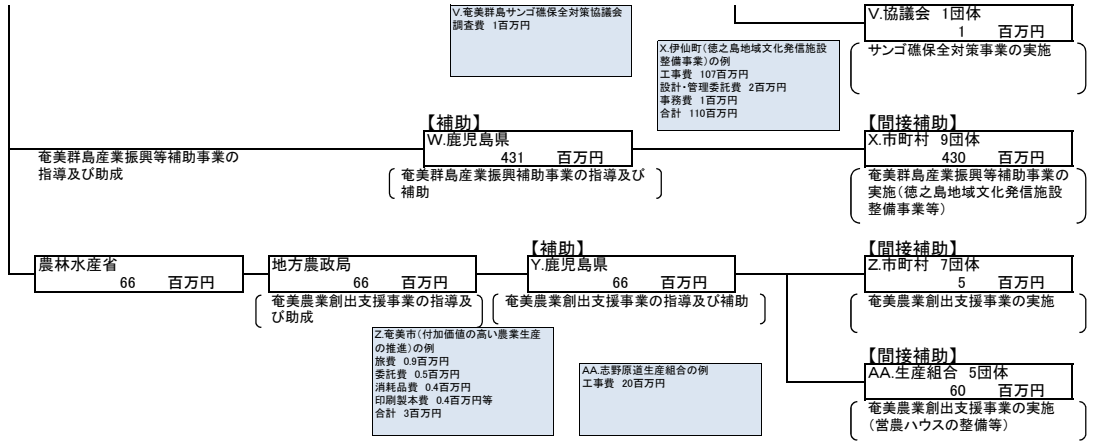 V.奄美群島サンゴ礁保全対策協議会
調査費 1百万円
V.協議会 1団体
1 百万円
サンゴ礁保全対策事業の実施
X.伊仙町(徳之島地域文化発信施設
整備事業)の例
工事費 107百万円
設計・管理委託費 2百万円
事務費 1百万円
合計 110百万円
奄美群島産業振興等補助事業の
指導及び助成
【補助】
W.鹿児島県
431 百万円
奄美群島産業振興補助事業の指導及び
補助
【間接補助】
X.市町村 9団体
430 百万円
奄美群島産業振興等補助事業の
実施(徳之島地域文化発信施設
整備事業等)
農林水産省
66 百万円
地方農政局
66 百万円
奄美農業創出支援事業の指導及
び助成
【補助】
Y.鹿児島県
66 百万円
奄美農業創出支援事業の指導及び補助
【間接補助】
Z.市町村 7団体
5 百万円
奄美農業創出支援事業の実施
Z.奄美市(付加価値の高い農業生産
の推進)の例
旅費 0.9百万円
委託費 0.5百万円
消耗品費 0.4百万円
印刷製本費 0.4百万円等
合計 3百万円
AA.志野原道生産組合の例
工事費 20百万円
【間接補助】
AA.生産組合 5団体
60 百万円
奄美農業創出支援事業の実施
(営農ハウスの整備等)